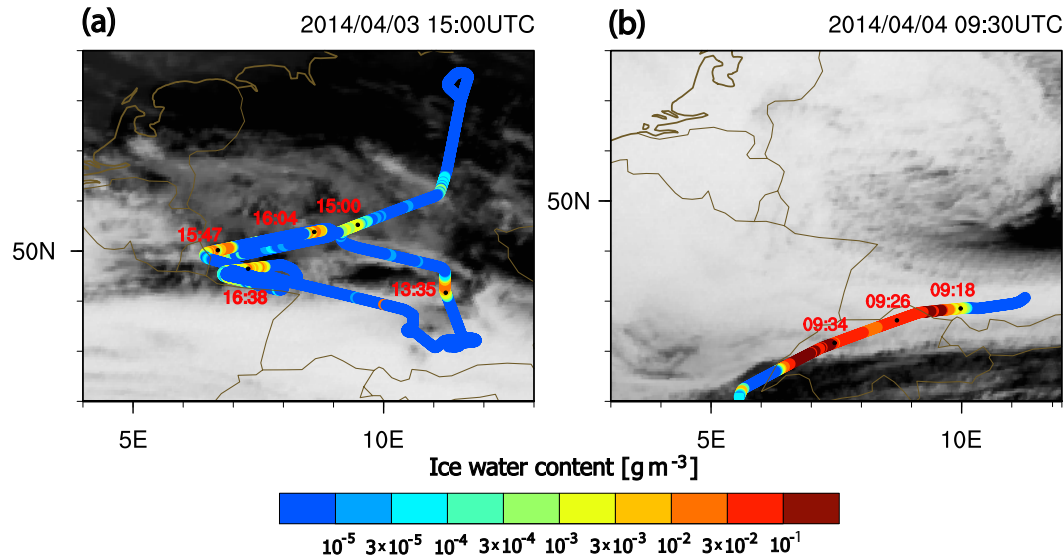 (a) 2014/04/03 15:00UTC
(b) 2014/04/04 09:30UTC
50N
15:47
16:04
15:00
16:38
13:35
5E 10E
50N
09:34
09:26
09:18
5E 10E
Ice water content [g m⁻³]
10⁻⁵ 3×10⁻⁵ 10⁻⁴ 3×10⁻⁴ 10⁻³ 3×10⁻³ 10⁻² 3×10⁻² 10⁻¹